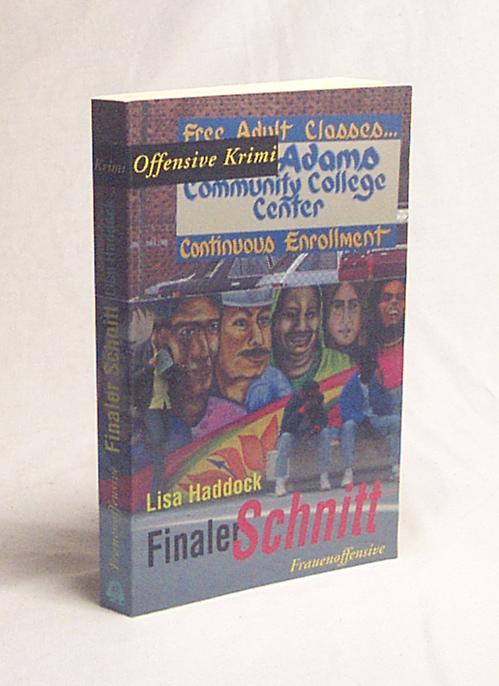 Free Adult Classes...
Adams
Community College
Center
Continuous Enrollment
Offensive Krimi
Lisa Haddock
Finaler Schnitt
Frauenoffensive
Krimi
Lisa Haddock
Finaler Schnitt
Frauenoffensive